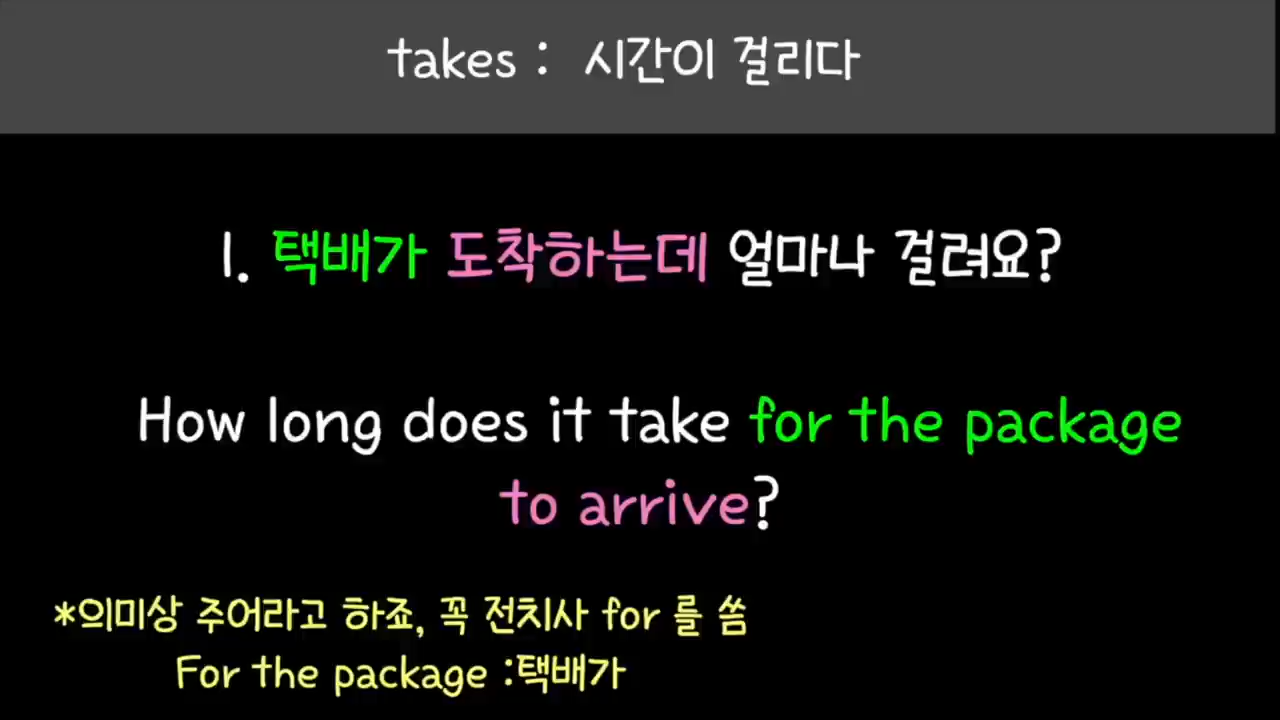 takes : 시간이 걸리다
1. 택배가 도착하는데 얼마나 걸려요?
How long does it take for the package
to arrive?
*의미상 주어라고 하죠, 꼭 전치사 for 를 씀
For the package :택배가